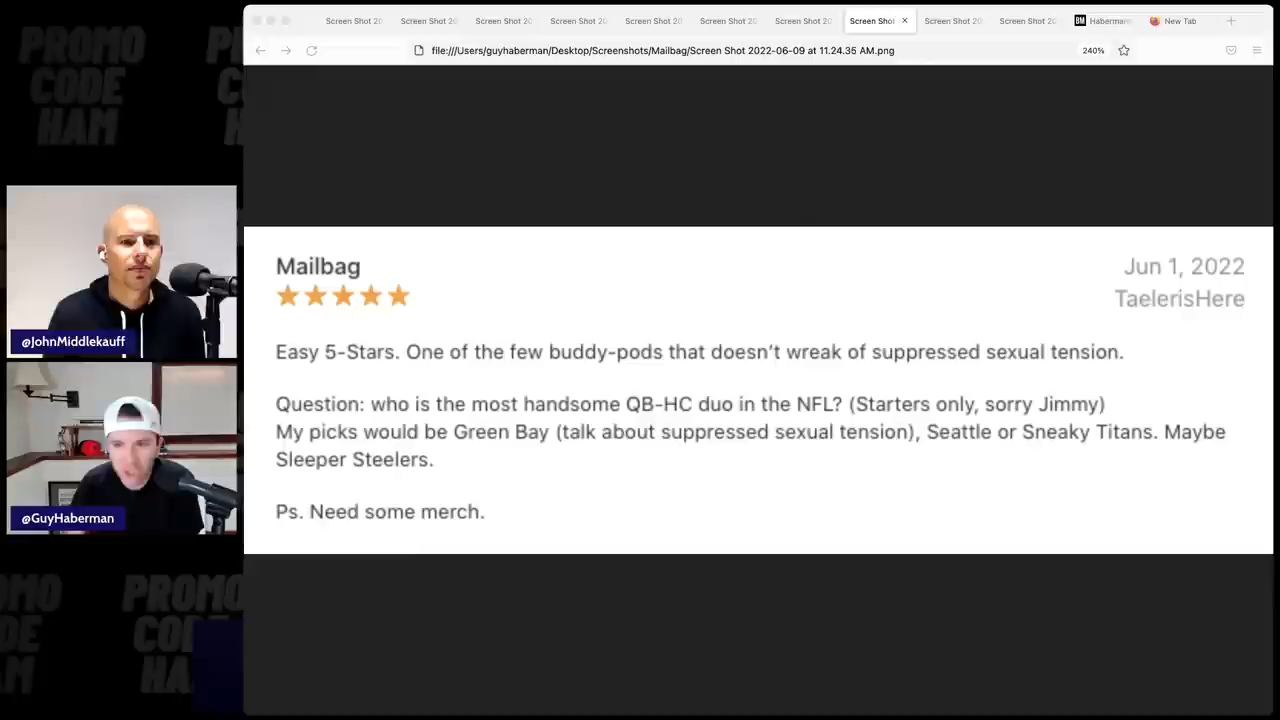 Screen Shot 20
Screen Shot 20
Screen Shot 20
Screen Shot 20
Screen Shot 20
Screen Shot 20
Screen Shot 20
Screen Shot
Screen Shot 20
Screen Shot 20
BM
Haberman
New Tab
file:///Users/guyhaberman/Desktop/Screenshots/Mailbag/Screen Shot 2022-06-09 at 11.24.35 AM.png
240%
PROMO
CODE
HAM
Mailbag
Jun 1, 2022
TaelerisHere
Easy 5-Stars. One of the few buddy-pods that doesn't wreak of suppressed sexual tension.
Question: who is the most handsome QB-HC duo in the NFL? (Starters only, sorry Jimmy)
My picks would be Green Bay (talk about suppressed sexual tension), Seattle or Sneaky Titans. Maybe
Sleeper Steelers.
Ps. Need some merch.
@JohnMiddlekauff
@GuyHaberman
PROMO